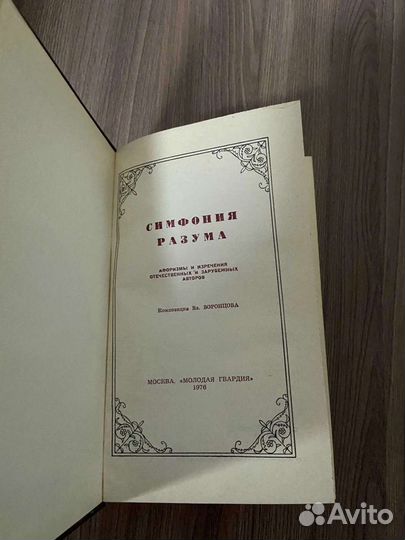 СИМФОНИЯ
РАЗУМА
АФОРИЗМЫ И ИЗРЕЧЕНИЯ
ОТЕЧЕСТВЕННЫХ И ЗАРУБЕЖНЫХ
АВТОРОВ
Композиция Вл. ВОРОНЦОВА
МОСКВА, «МОЛОДАЯ ГВАРДИЯ»
1976
Avito